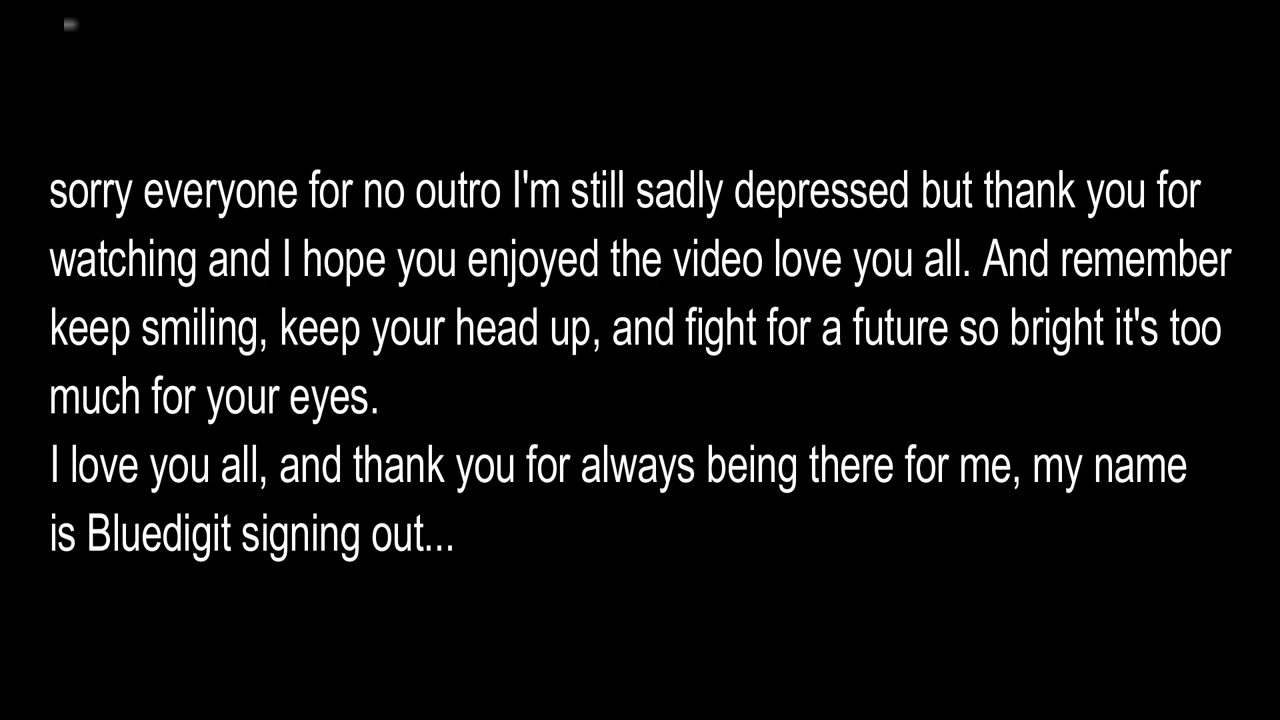 sorry everyone for no outro I'm still sadly depressed but thank you for
watching and I hope you enjoyed the video love you all. And remember
keep smiling, keep your head up, and fight for a future so bright it's too
much for your eyes.
I love you all, and thank you for always being there for me, my name
is Bluedigit signing out...